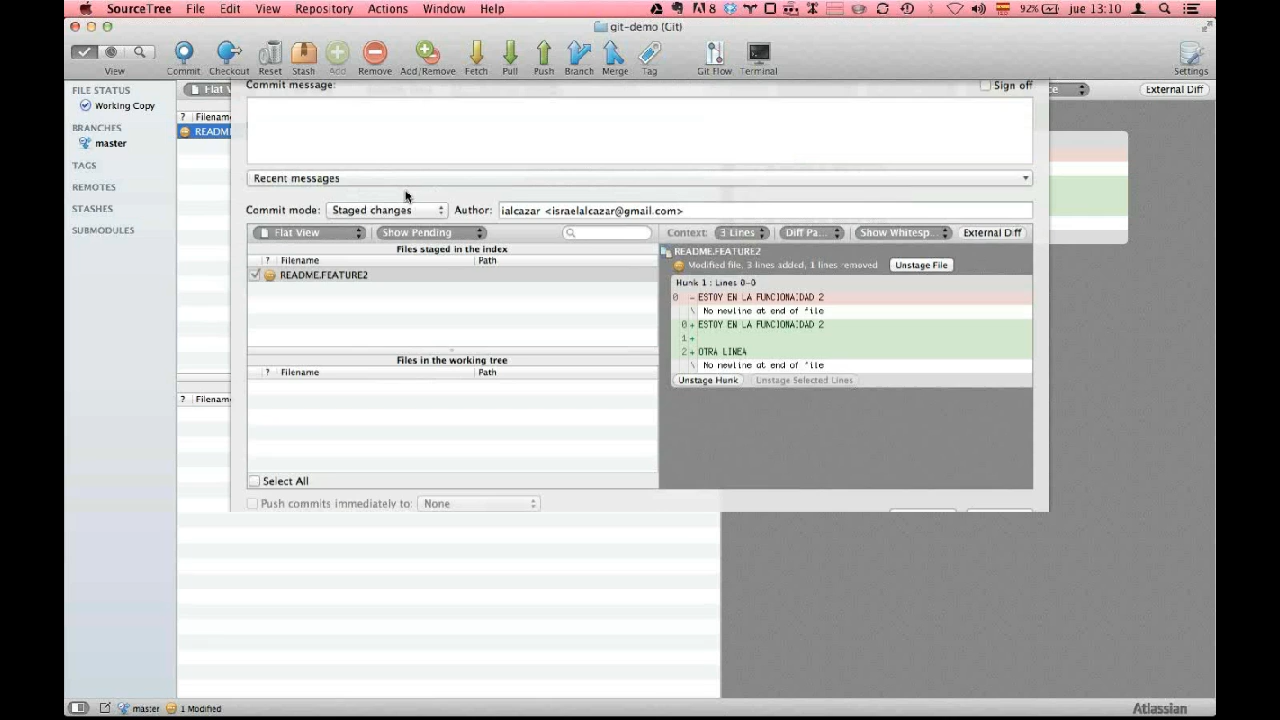 SourceTree File Edit View Repository Actions Window Help 8 92% jue 13:10
git-demo (Git)
View Commit Checkout Reset Stash Add Remove Add/Remove Fetch Pull Push Branch Merge Tag Git Flow Terminal Settings
FILE STATUS
Working Copy
BRANCHES
master
TAGS
REMOTES
STASHES
SUBMODULES
Flat
External Diff
? Filename
Commit message:
Sign off
Recent messages
Commit mode: Staged changes Author: ialcazar <israelalcazar@gmail.com>
Flat View Show Pending
Files staged in the index
? Filename Path
README.FEATURE2
Files in the working tree
? Filename Path
Select All
Push commits immediately to: None
Context: 3 Lines Diff Pa... Show Whitesp... External Diff
README.FEATURE2
Modified file, 3 lines added, 1 lines removed Unstage File
Hunk 1 : Lines 0-0
0 - ESTOY EN LA FUNCIONAIDAD 2
\ No newline at end of file
0 + ESTOY EN LA FUNCIONAIDAD 2
1 +
2 + OTRA LINEA
\ No newline at end of file
Unstage Hunk Unstage Selected Lines
? Filenam
master 1 Modified
Atlassian